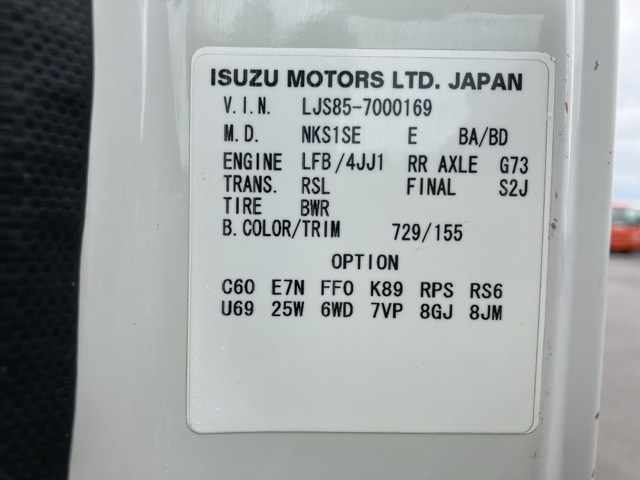 ISUZU MOTORS LTD. JAPAN
V.I.N. LJS85-7000169
M.D. NKS1SE E BA/BD
ENGINE LFB/4JJ1 RR AXLE G73
TRANS. RSL FINAL S2J
TIRE BWR
B.COLOR/TRIM 729/155
OPTION
C60 E7N FF0 K89 RPS RS6
U69 25W 6WD 7VP 8GJ 8JM